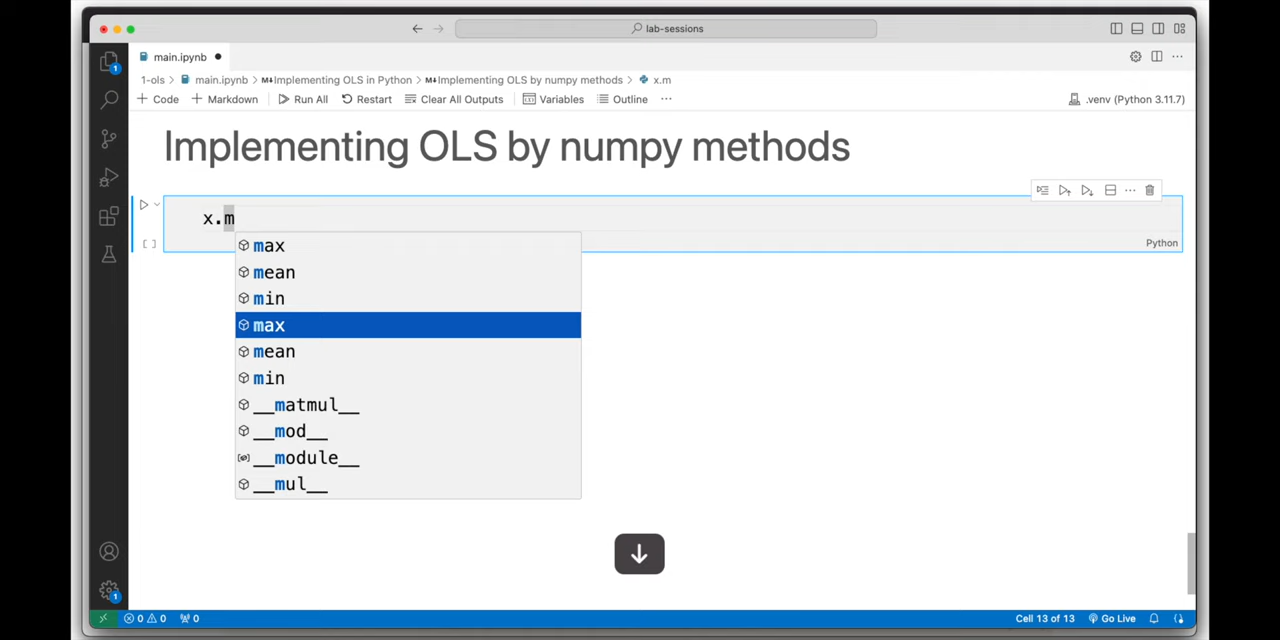 lab-sessions
main.ipynb
1-ols > main.ipynb > M↓Implementing OLS in Python > M↓Implementing OLS by numpy methods > x.m
+ Code + Markdown Run All Restart Clear All Outputs Variables Outline ··· .venv (Python 3.11.7)
Implementing OLS by numpy methods
x.m
[ ] Python
max
mean
min
max
mean
min
__matmul__
__mod__
__module__
__mul__
1
1
0 0 0 Cell 13 of 13 Go Live